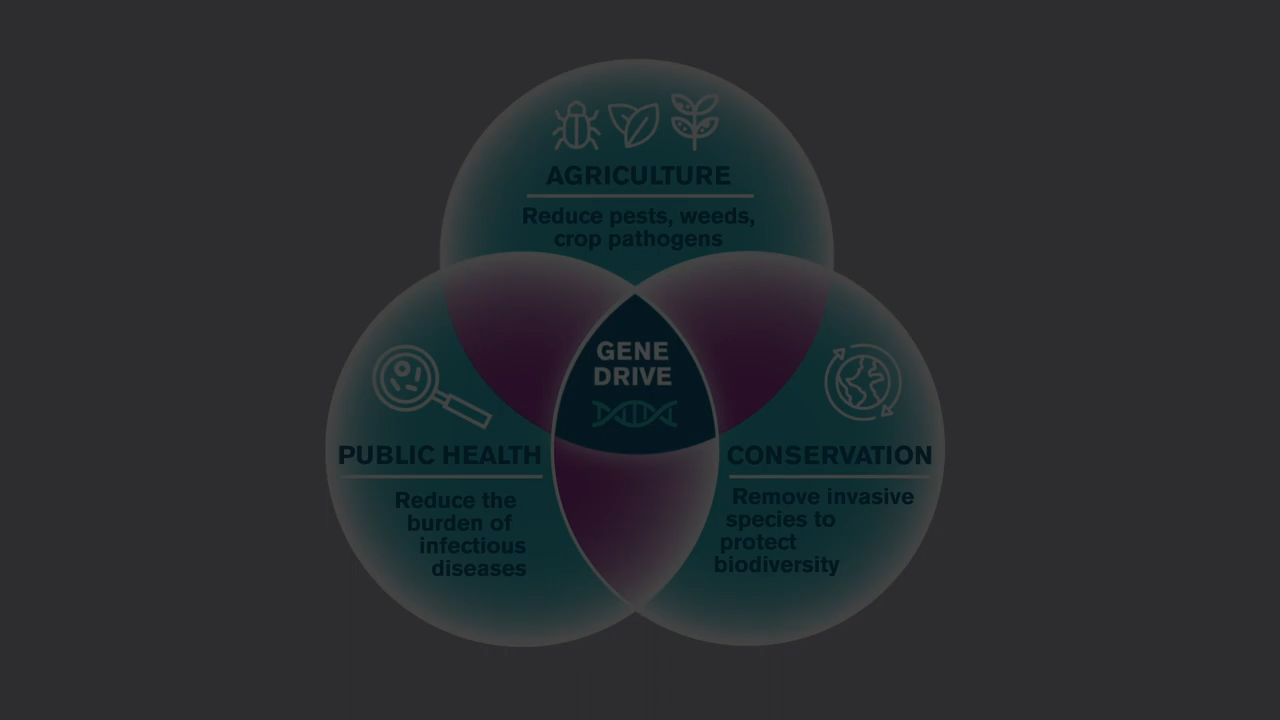 AGRICULTURE
Reduce pests, weeds,
crop pathogens
GENE
DRIVE
PUBLIC HEALTH
Reduce the
burden of
infectious
diseases
CONSERVATION
Remove invasive
species to
protect
biodiversity